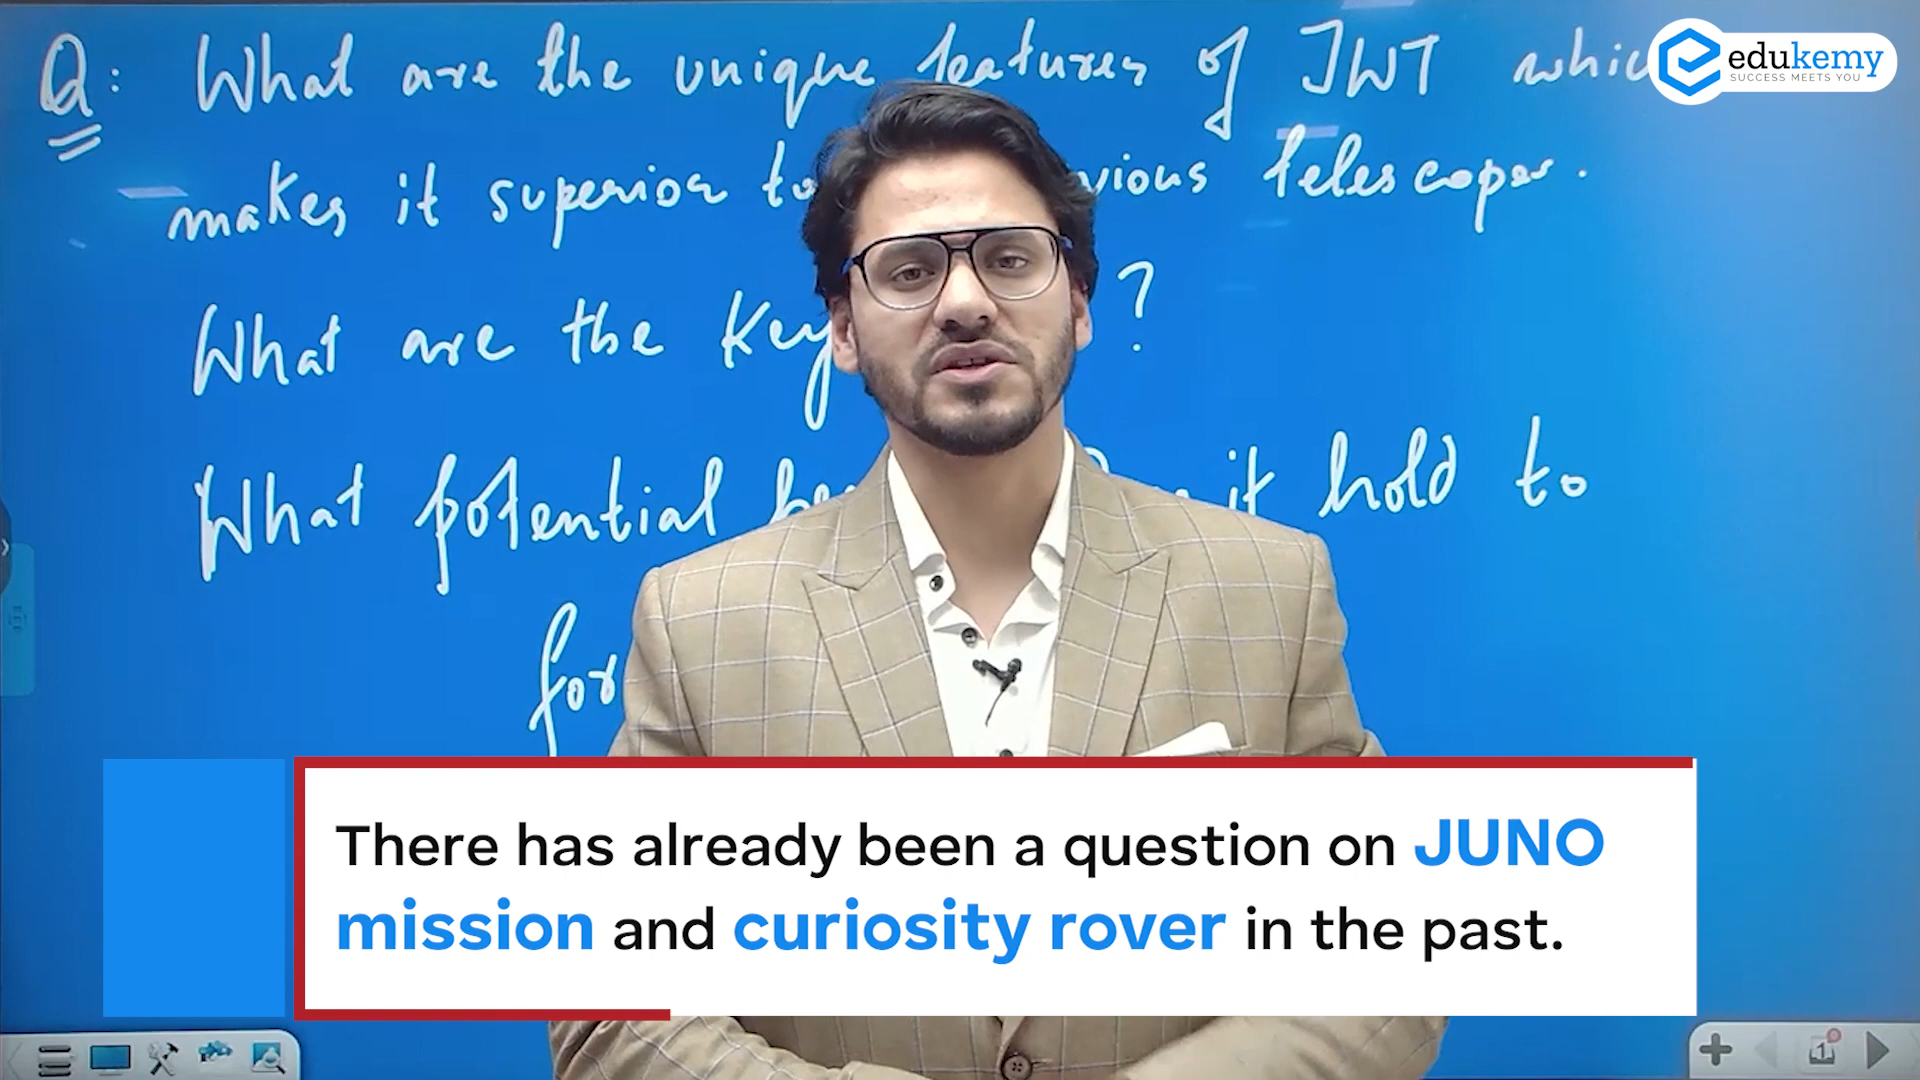 Q: What are the unique features of JWT whic
edukemy
SUCCESS MEETS YOU
makes it superior to vious telescopes.
What are the Key ?
What potential it hold to
for
There has already been a question on JUNO
mission and curiosity rover in the past.
1